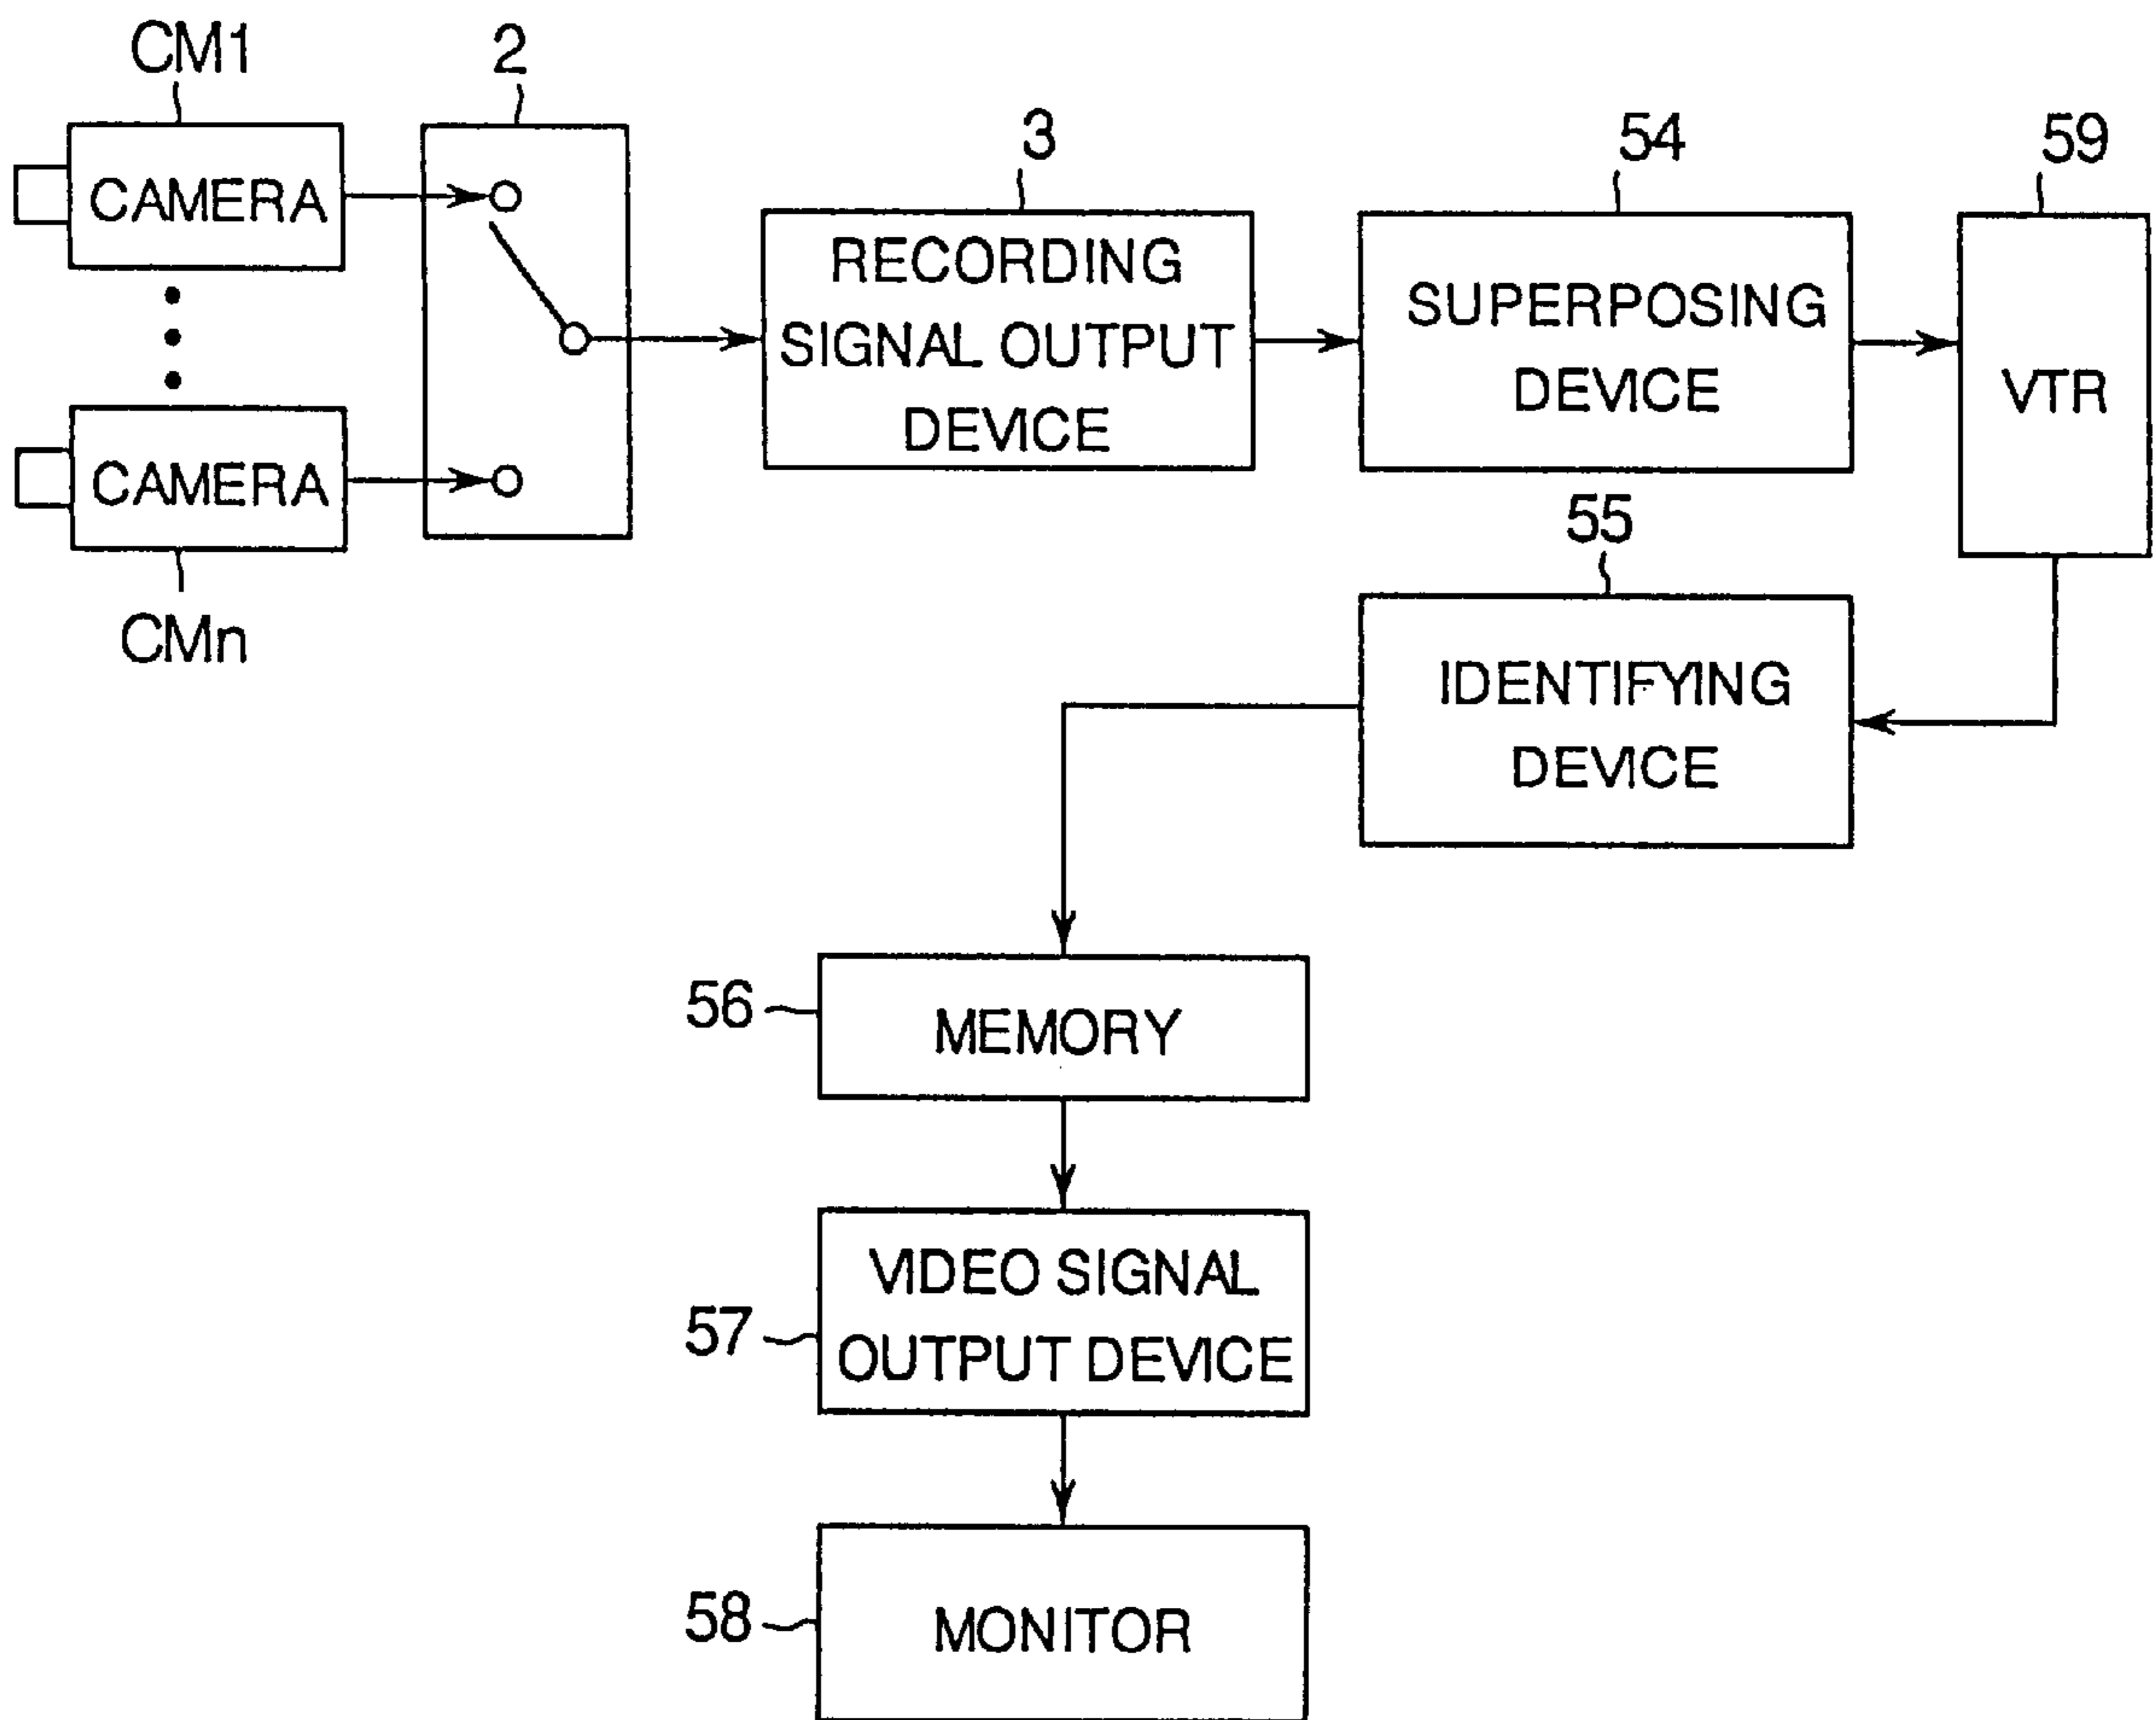 CM1
2
3
54
59
CAMERA
RECORDING
SIGNAL OUTPUT
DEVICE
SUPERPOSING
DEVICE
VTR
CAMERA
CMn
55
IDENTIFYING
DEVICE
56
MEMORY
57
VIDEO SIGNAL
OUTPUT DEVICE
58
MONITOR